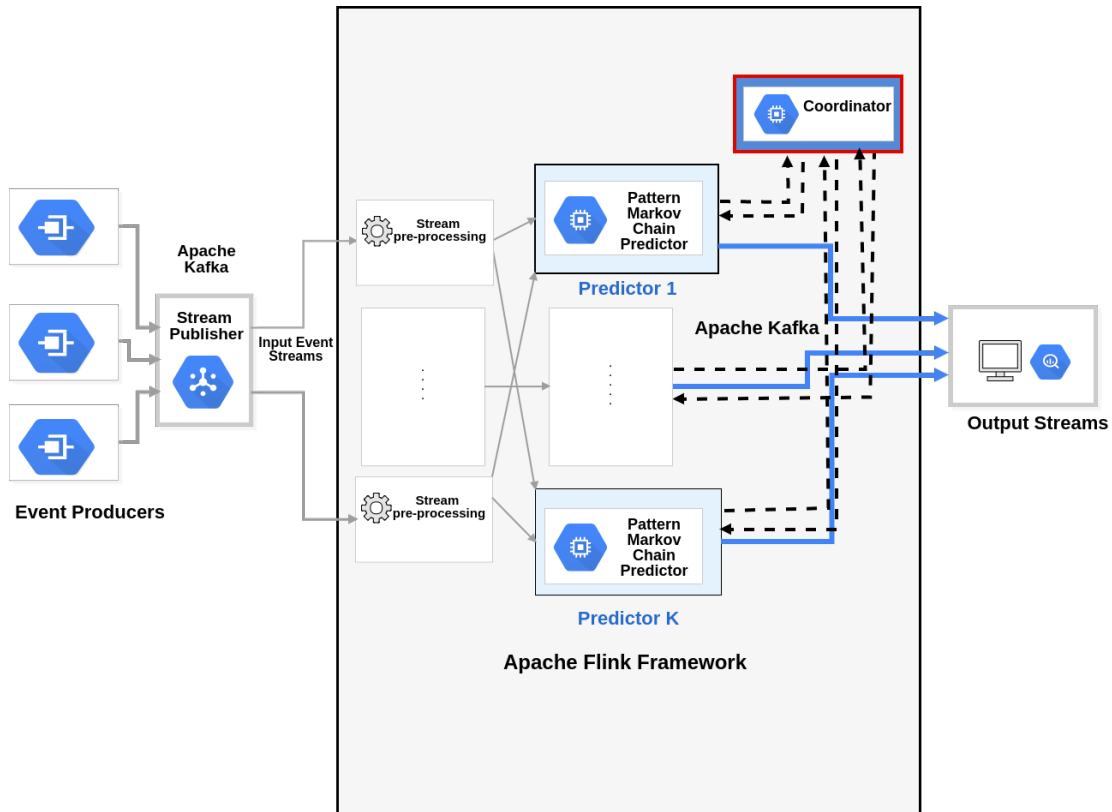 Coordinator
Apache
Kafka
Stream
Publisher
Input Event
Streams
Event Producers
Stream
pre-processing
. . . .
Stream
pre-processing
Pattern
Markov
Chain
Predictor
Predictor 1
Apache Kafka
. . . . .
Pattern
Markov
Chain
Predictor
Predictor K
Apache Flink Framework
Output Streams